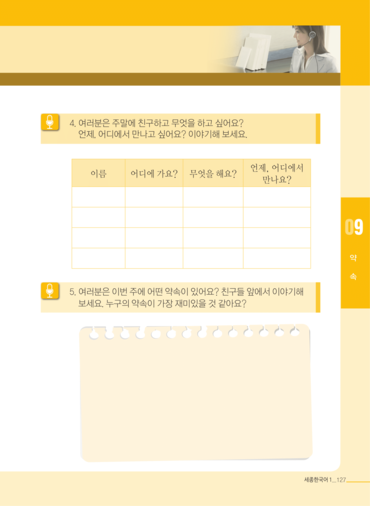 4. 여러분은 주말에 친구하고 무엇을 하고 싶어요?
언제, 어디에서 만나고 싶어요? 이야기해 보세요.
이름
어디에 가요?
무엇을 해요?
언제, 어디에서
만나요?
09
약
속
5. 여러분은 이번 주에 어떤 약속이 있어요? 친구들 앞에서 이야기해
보세요. 누구의 약속이 가장 재미있을 것 같아요?
세종한국어 1_127